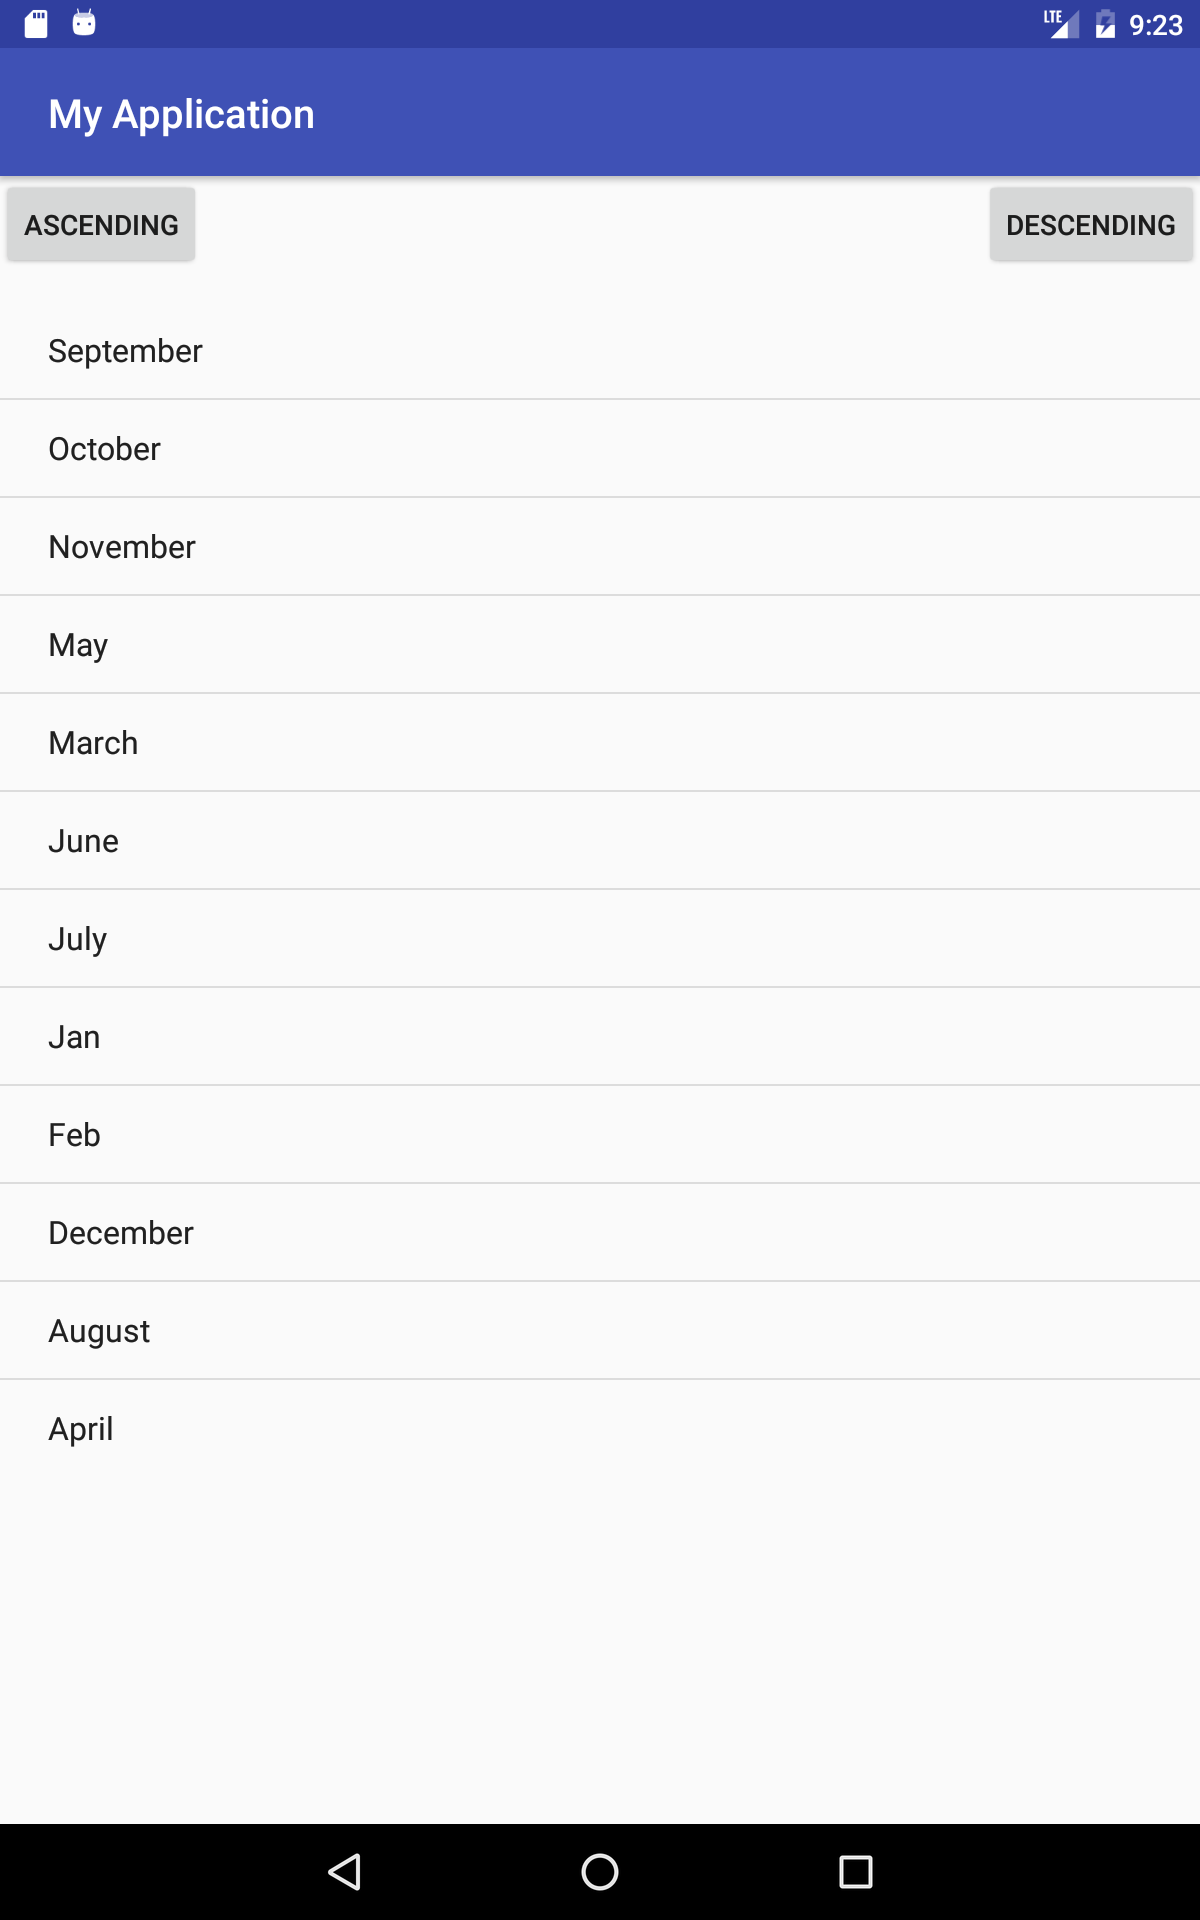 LTE 9:23
My Application
ASCENDING DESCENDING
September
October
November
May
March
June
July
Jan
Feb
December
August
April